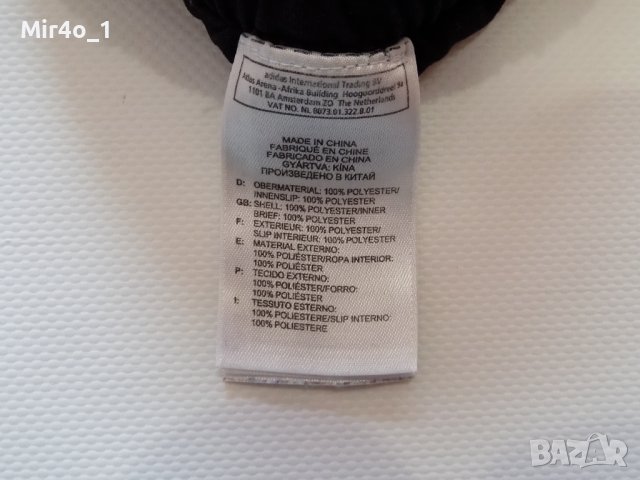 Mir4o_1
adidas International Trading BV
Atlas Arena -Afrika Building Hoogoorddreef 9a
1101 BA Amsterdam ZO The Netherlands
VAT NO. NL 8073.01.322.B.01
MADE IN CHINA
FABRIQUÉ EN CHINE
FABRICADO EN CHINA
GYÁRTVA: KÍNA
ПРОИЗВЕДЕНО В КИТАЙ
D: OBERMATERIAL: 100% POLYESTER/
INNENSLIP: 100% POLYESTER
GB: SHELL: 100% POLYESTER/INNER
BRIEF: 100% POLYESTER
F: EXTERIEUR: 100% POLYESTER/
SLIP INTERIEUR: 100% POLYESTER
E: MATERIAL EXTERNO:
100% POLIÉSTER/ROPA INTERIOR:
100% POLIÉSTER
P: TECIDO EXTERNO:
100% POLIÉSTER/FORRO:
100% POLIÉSTER
I: TESSUTO ESTERNO:
100% POLIESTERE/SLIP INTERNO:
100% POLIESTERE
BAZAR